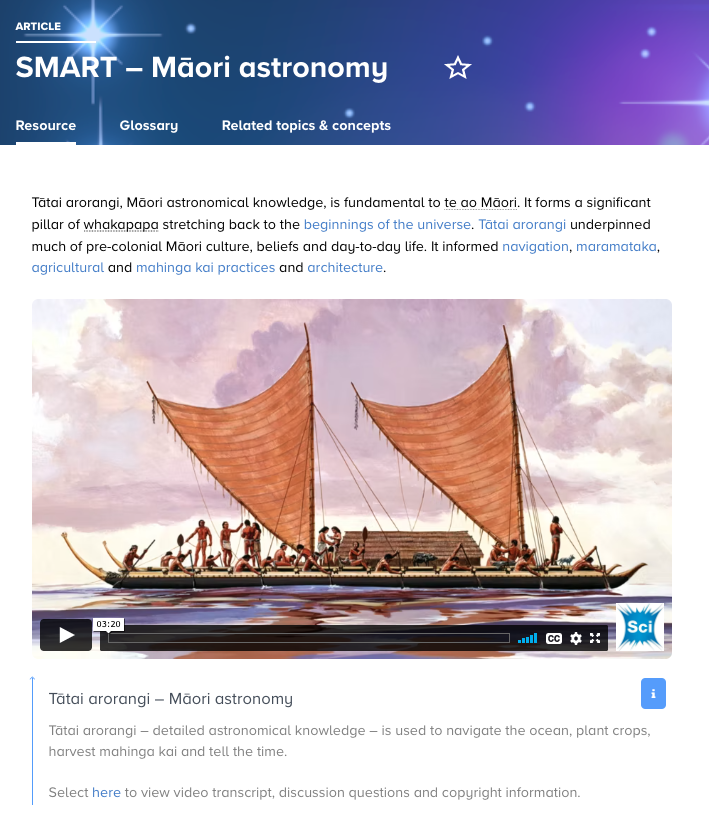 ARTICLE
SMART – Māori astronomy
Resource Glossary Related topics & concepts
Tātai arorangi, Māori astronomical knowledge, is fundamental to te ao Māori. It forms a significant
pillar of whakapapa stretching back to the beginnings of the universe. Tātai arorangi underpinned
much of pre-colonial Māori culture, beliefs and day-to-day life. It informed navigation, maramataka,
agricultural and mahinga kai practices and architecture.
03:20
CC
Sci
Tātai arorangi – Māori astronomy
i
Tātai arorangi – detailed astronomical knowledge – is used to navigate the ocean, plant crops,
harvest mahinga kai and tell the time.
Select here to view video transcript, discussion questions and copyright information.